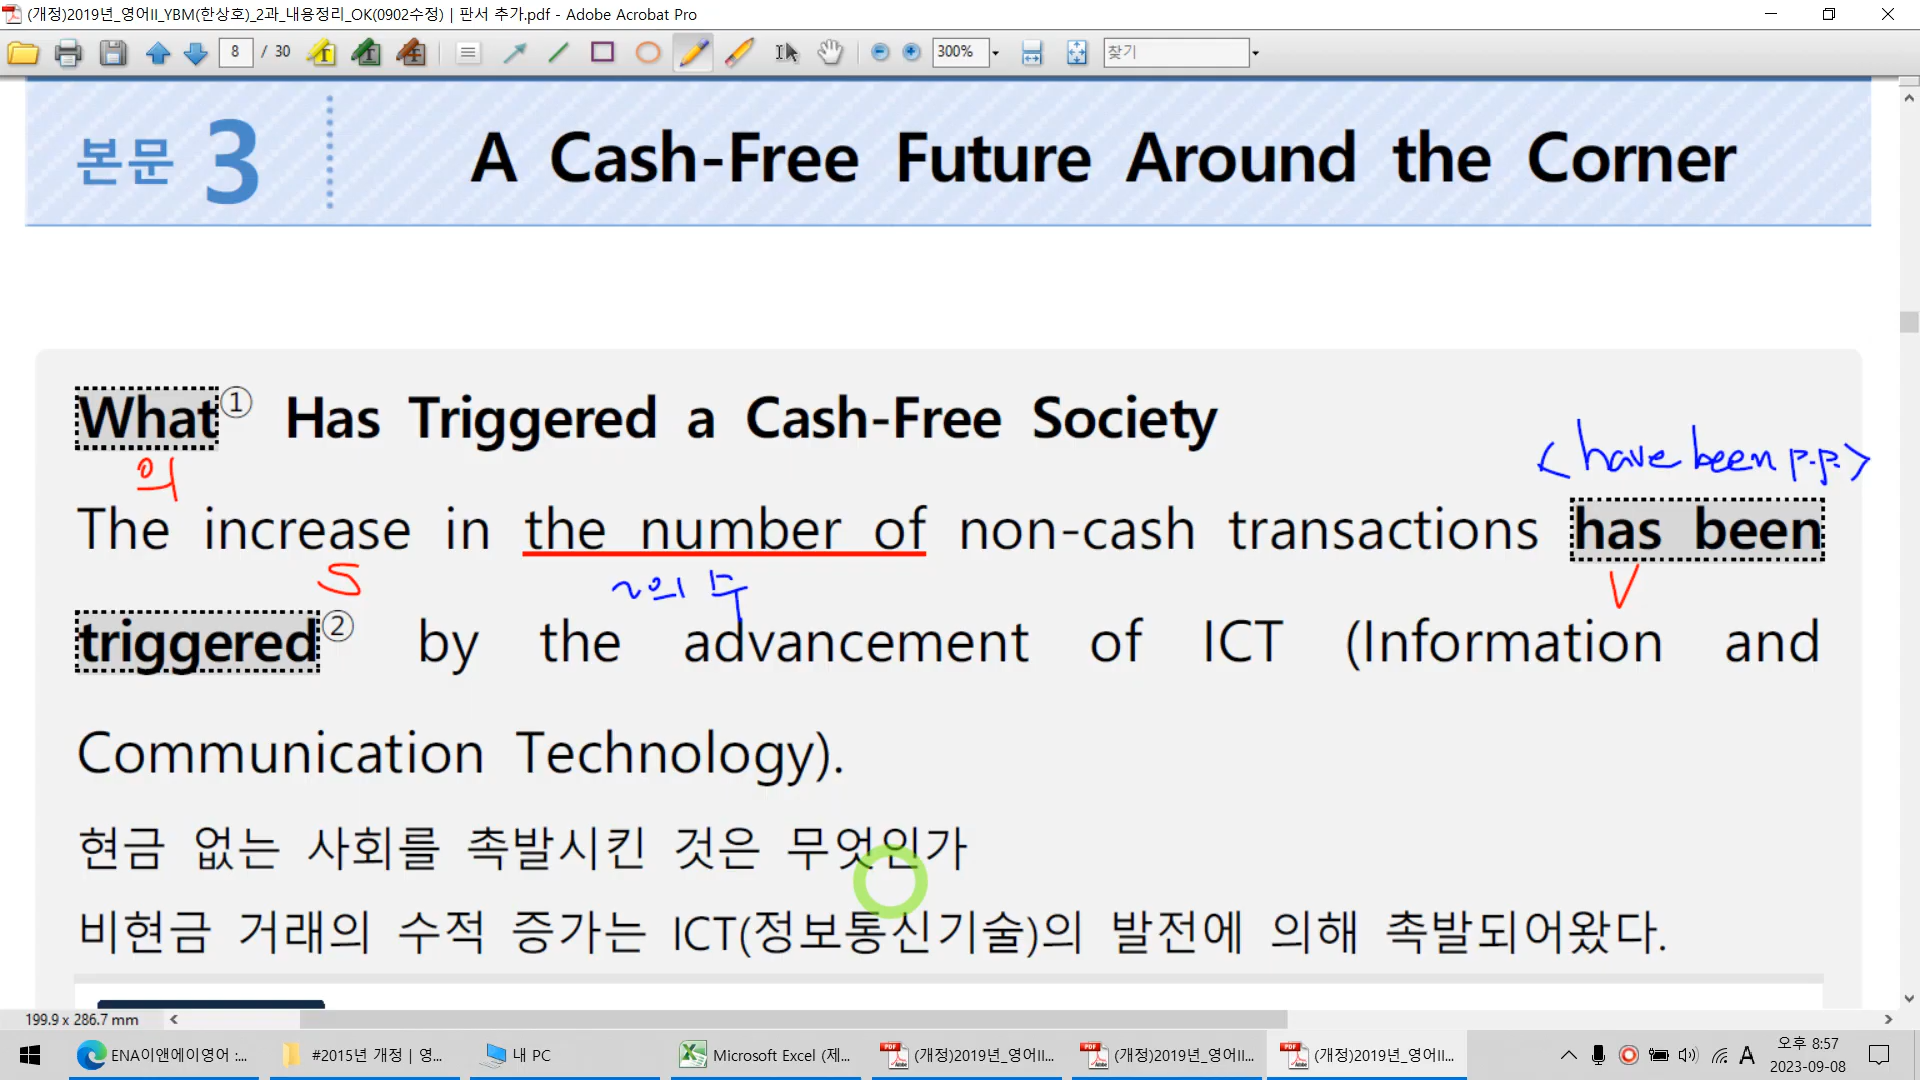 (개정)2019년_영어II_YBM(한상호)_2과_내용정리_OK(0902수정) | 판서 추가.pdf - Adobe Acrobat Pro
8 / 30 300% 찾기
본문 3 A Cash-Free Future Around the Corner
What① Has Triggered a Cash-Free Society
의 <have been p.p.>
The increase in the number of non-cash transactions has been
S ~의 수 V
triggered② by the advancement of ICT (Information and
Communication Technology).
현금 없는 사회를 촉발시킨 것은 무엇인가
비현금 거래의 수적 증가는 ICT(정보통신기술)의 발전에 의해 촉발되어왔다.
199.9 x 286.7 mm
ENA이앤에이영어 :... #2015년 개정 | 영... 내 PC Microsoft Excel (제... (개정)2019년_영어II... (개정)2019년_영어II... (개정)2019년_영어II... A 오후 8:57
2023-09-08